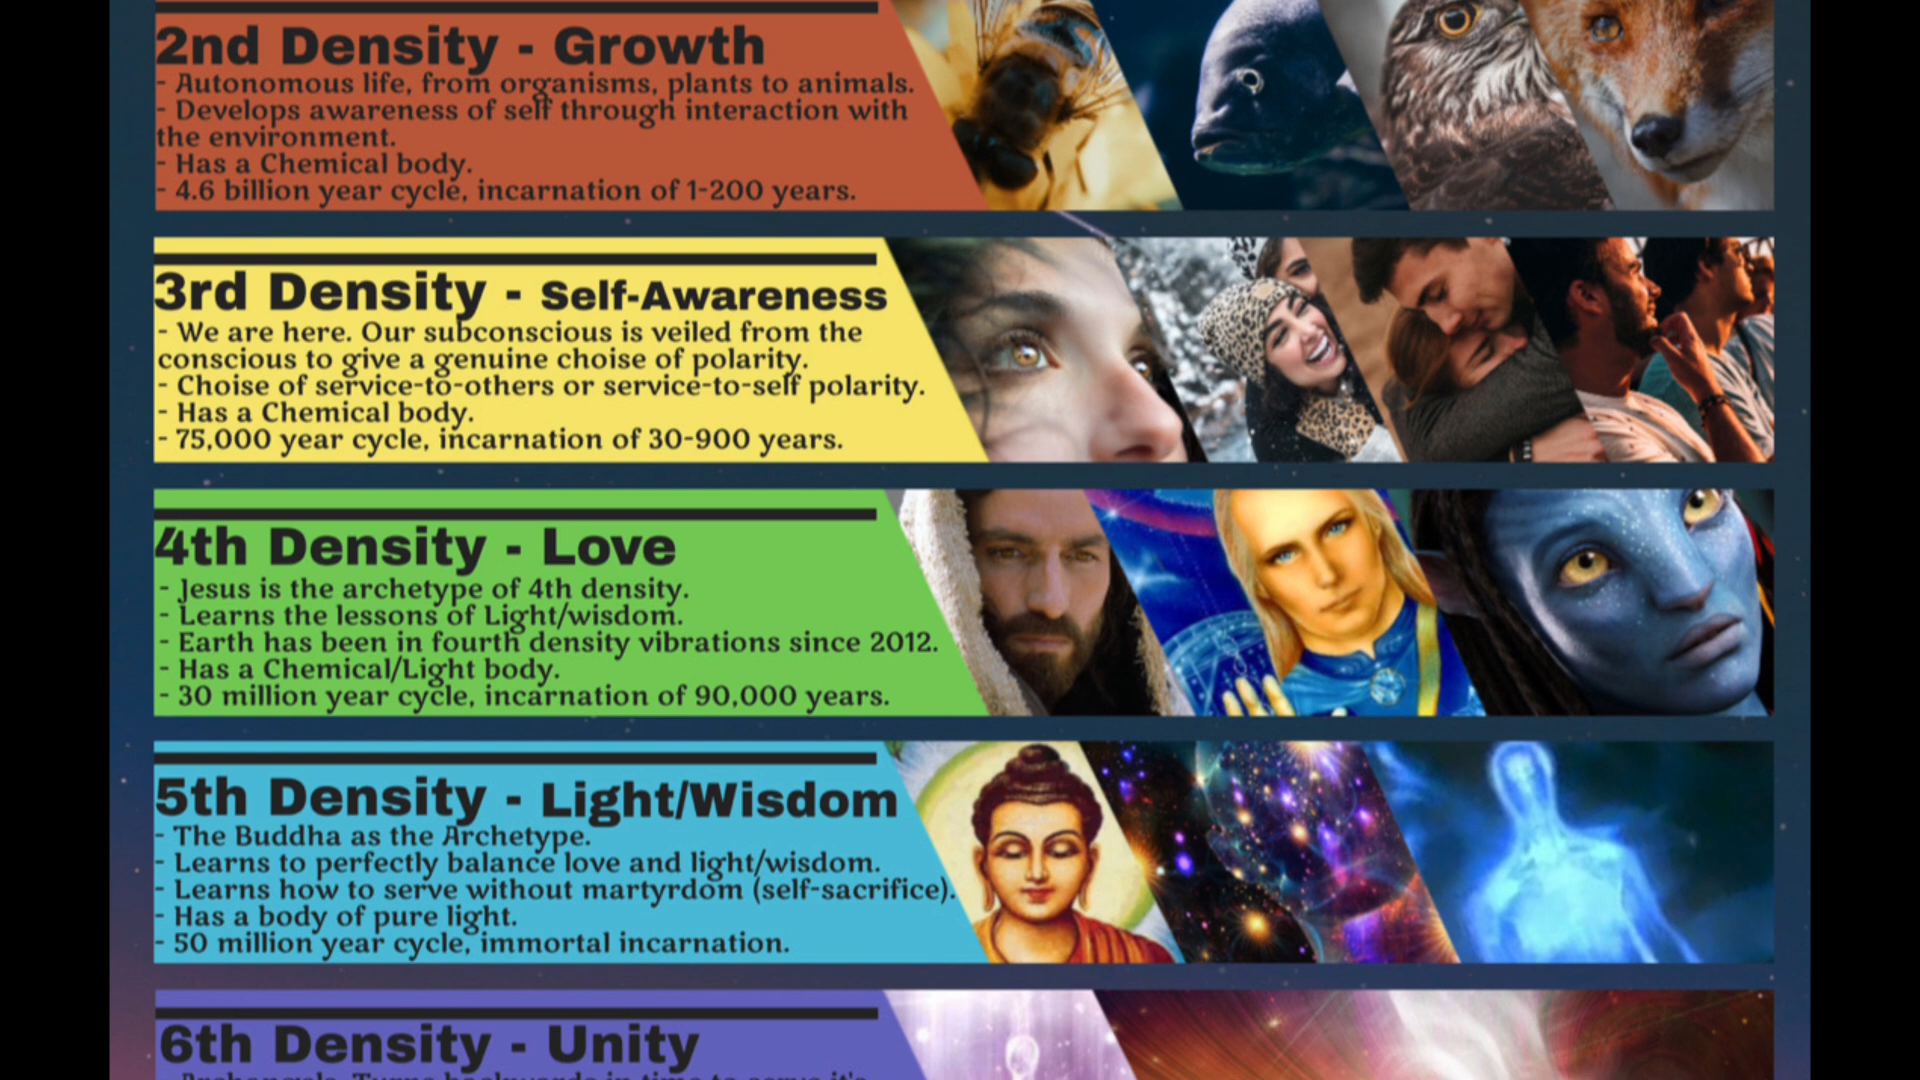 2nd Density - Growth
- Autonomous life, from organisms, plants to animals.
- Develops awareness of self through interaction with
the environment.
- Has a Chemical body.
- 4.6 billion year cycle, incarnation of 1-200 years.
3rd Density - Self-Awareness
- We are here. Our subconscious is veiled from the
conscious to give a genuine choise of polarity.
- Choise of service-to-others or service-to-self polarity.
- Has a Chemical body.
- 75,000 year cycle, incarnation of 30-900 years.
4th Density - Love
- Jesus is the archetype of 4th density.
- Learns the lessons of Light/wisdom.
- Earth has been in fourth density vibrations since 2012.
- Has a Chemical/Light body.
- 30 million year cycle, incarnation of 90,000 years.
5th Density - Light/Wisdom
- The Buddha as the Archetype.
- Learns to perfectly balance love and light/wisdom.
- Learns how to serve without martyrdom (self-sacrifice).
- Has a body of pure light.
- 50 million year cycle, immortal incarnation.
6th Density - Unity